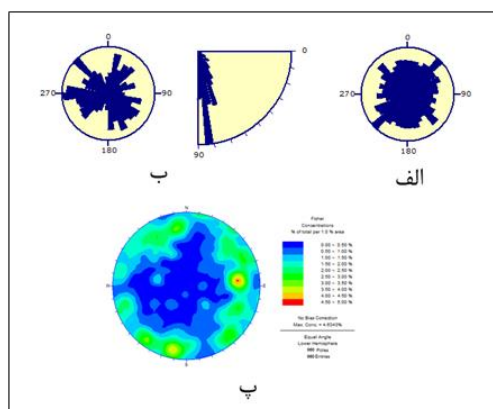 0
270
90
180
ب
0
90
0
270
90
180
الف
N
Fisher
Concentrations
% of total per 1.0 % area
0.00 ~ 0.50 %
0.50 ~ 1.00 %
1.00 ~ 1.50 %
1.50 ~ 2.00 %
2.00 ~ 2.50 %
2.50 ~ 3.00 %
3.00 ~ 3.50 %
3.50 ~ 4.00 %
4.00 ~ 4.50 %
4.50 ~ 5.00 %
No Bias Correction
Equal Angle
Lower Hemisphere
Poles
Entries
S
پ